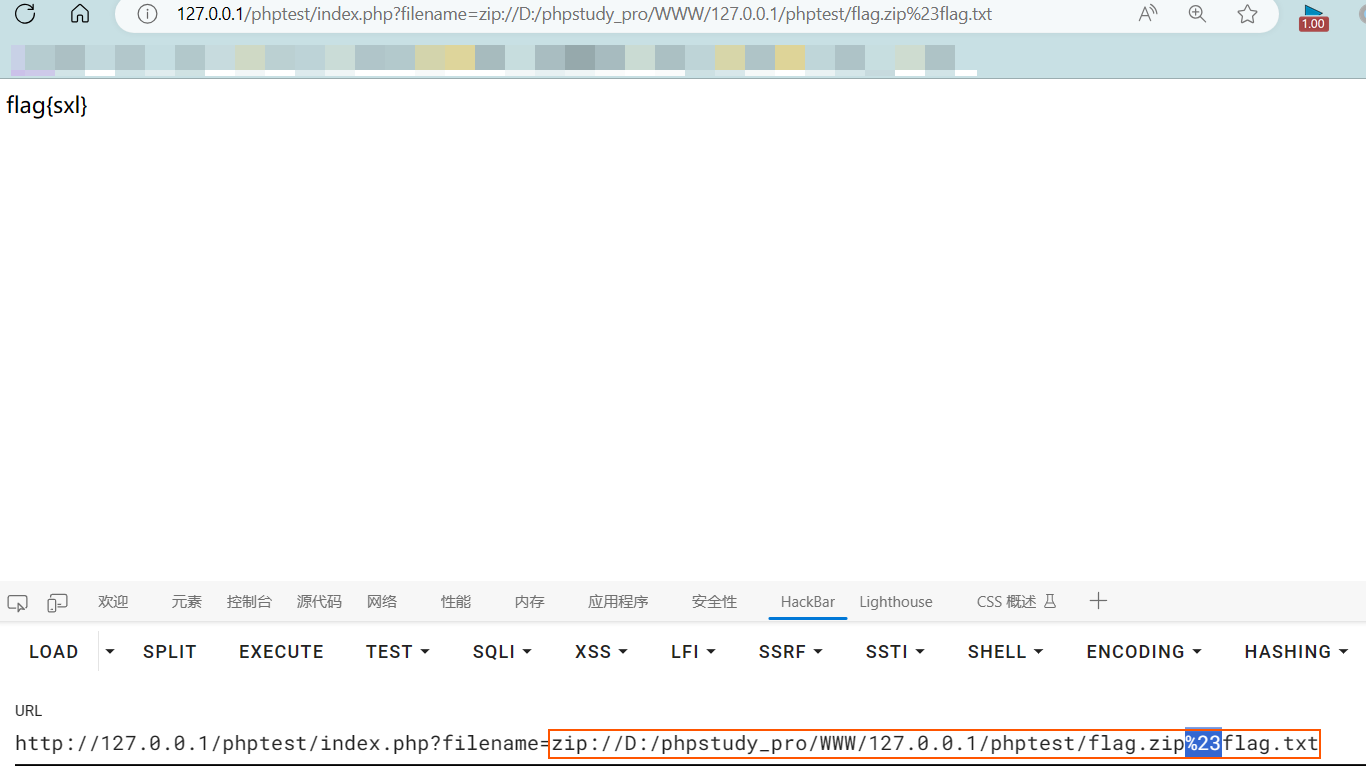 127.0.0.1/phptest/index.php?filename=zip://D:/phpstudy_pro/WWW/127.0.0.1/phptest/flag.zip%23flag.txt
1.00
flag{sxl}
欢迎 元素 控制台 源代码 网络 性能 内存 应用程序 安全性 HackBar Lighthouse CSS 概述
LOAD SPLIT EXECUTE TEST SQLI XSS LFI SSRF SSTI SHELL ENCODING HASHING
URL
http://127.0.0.1/phptest/index.php?filename=zip://D:/phpstudy_pro/WWW/127.0.0.1/phptest/flag.zip%23flag.txt